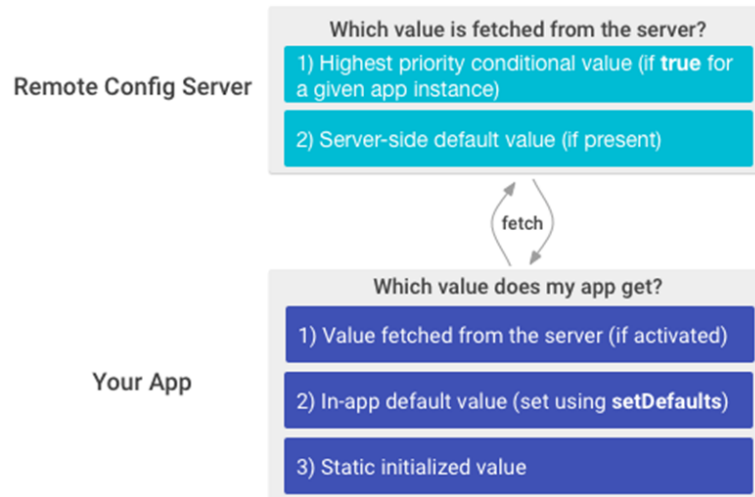 Which value is fetched from the server?
Remote Config Server
1) Highest priority conditional value (if true for
a given app instance)
2) Server-side default value (if present)
fetch
Which value does my app get?
Your App
1) Value fetched from the server (if activated)
2) In-app default value (set using setDefaults)
3) Static initialized value